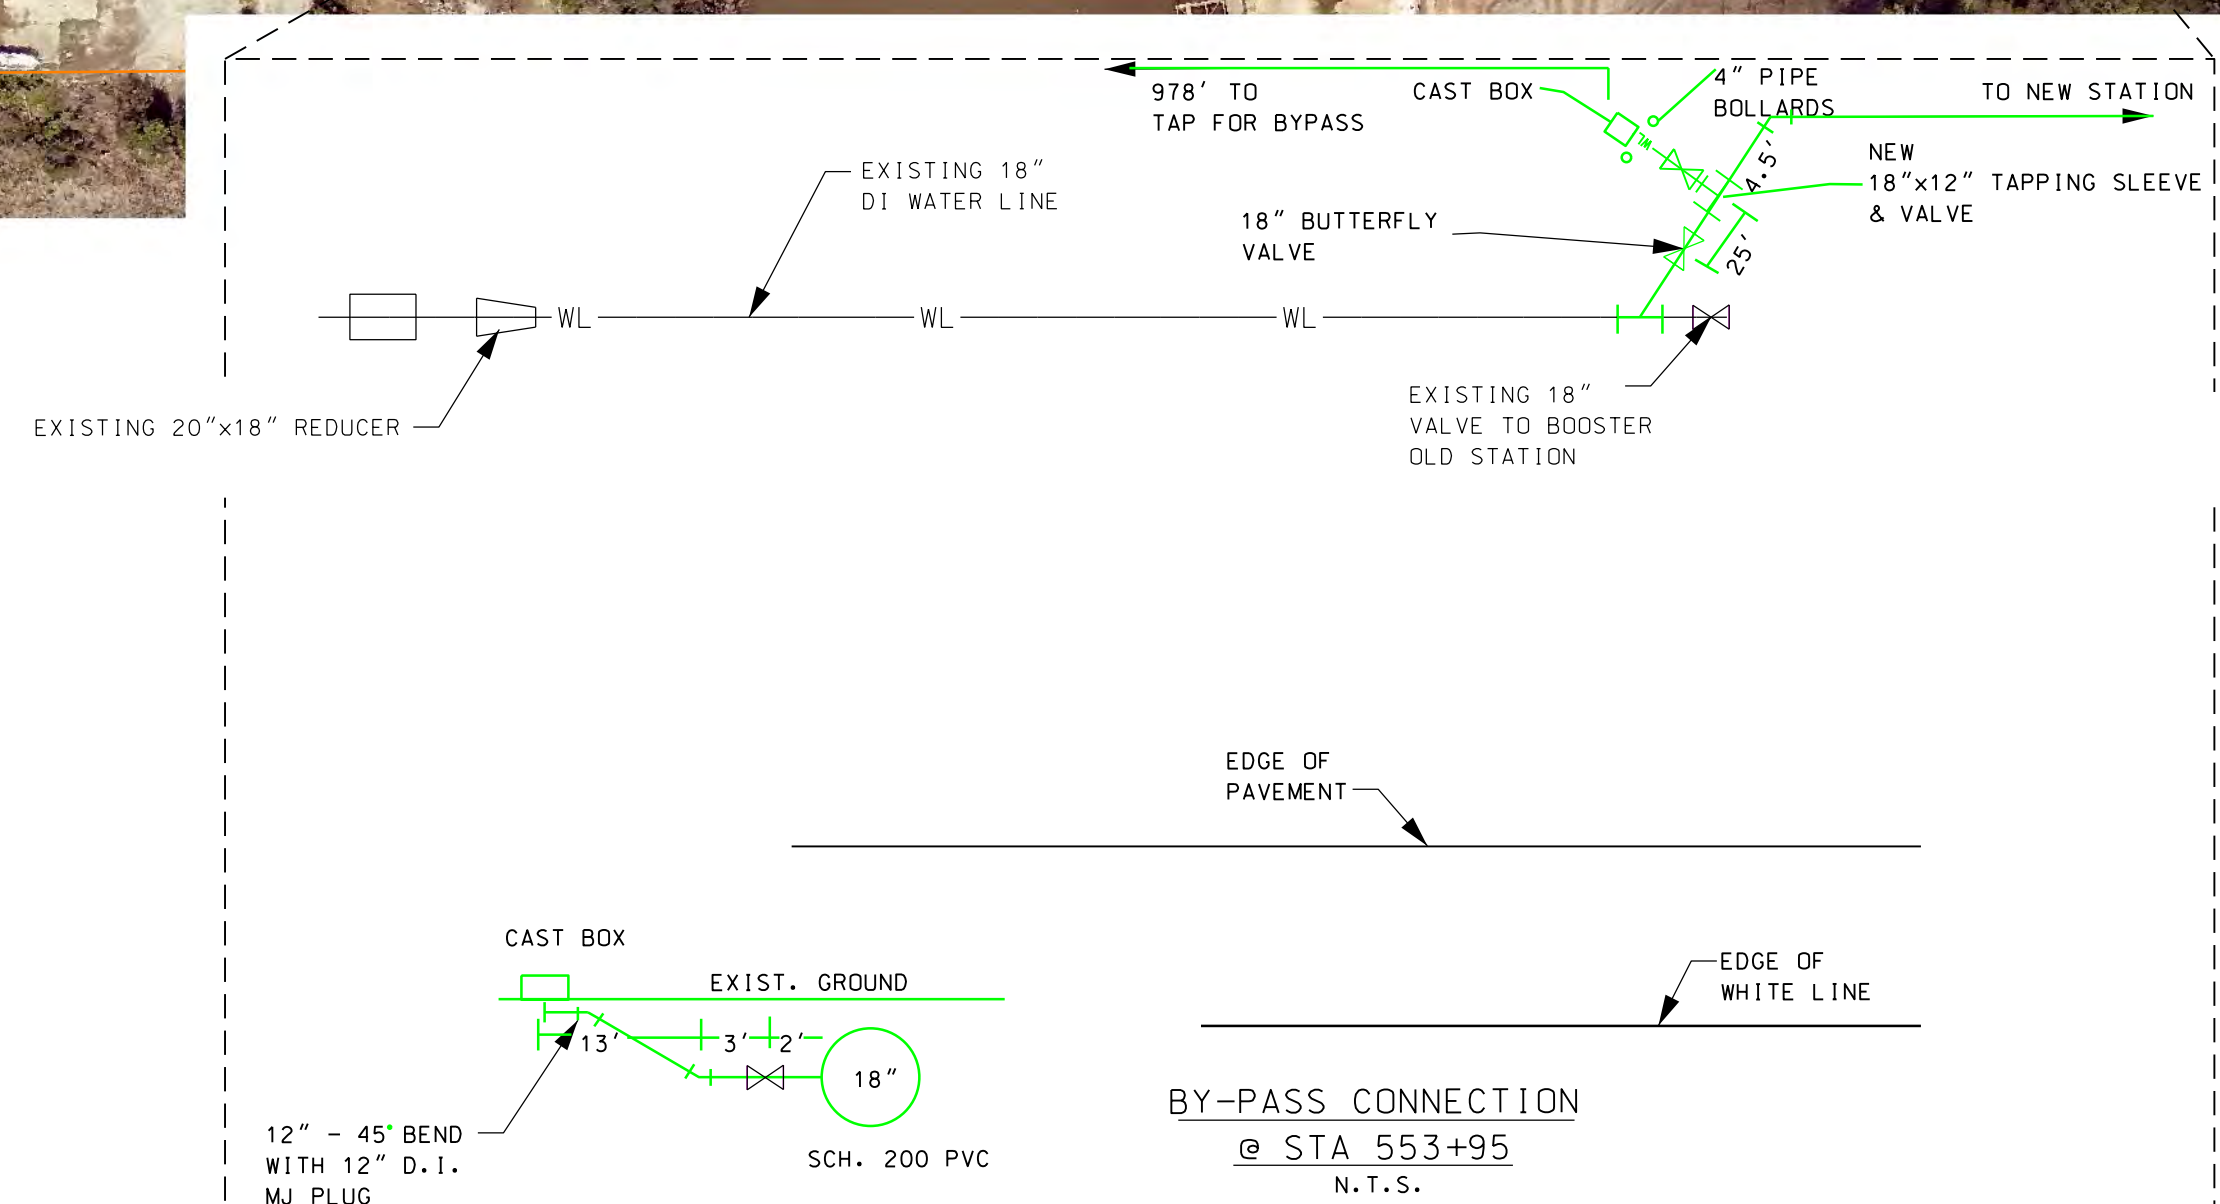 978' TO
TAP FOR BYPASS
CAST BOX
4" PIPE
BOLLARDS
TO NEW STATION
EXISTING 18"
DI WATER LINE
WL
4.5'
NEW
18"x12" TAPPING SLEEVE
& VALVE
18" BUTTERFLY
VALVE
25'
WL
WL
WL
EXISTING 20"x18" REDUCER
EXISTING 18"
VALVE TO BOOSTER
OLD STATION
EDGE OF
PAVEMENT
CAST BOX
EXIST. GROUND
13'
3'
2'
18"
EDGE OF
WHITE LINE
12" - 45° BEND
WITH 12" D.I.
MJ PLUG
SCH. 200 PVC
BY-PASS CONNECTION
@ STA 553+95
N.T.S.